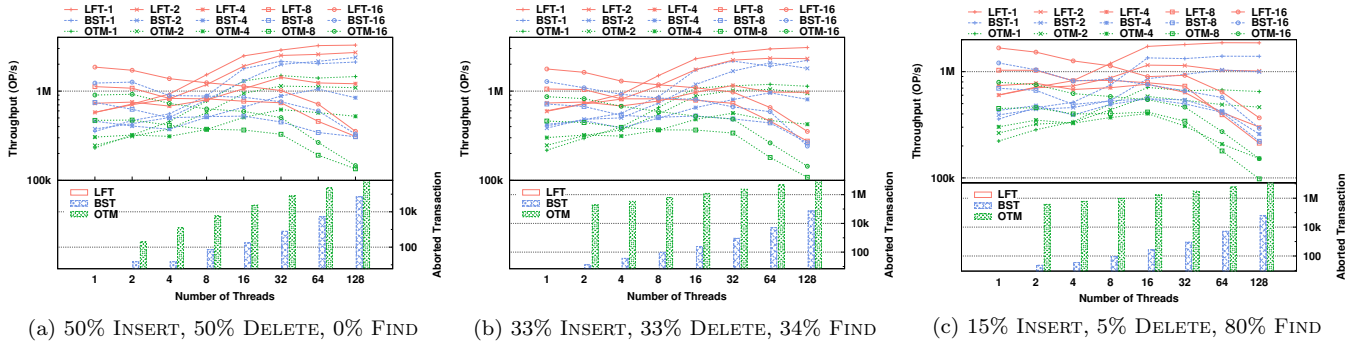 LFT-1 LFT-2 LFT-4 LFT-8 LFT-16
BST-1 BST-2 BST-4 BST-8 BST-16
OTM-1 OTM-2 OTM-4 OTM-8 OTM-16
Throughput (OP/s)
1M
100k
LFT
BST
OTM
10k
100
Aborted Transaction
1 2 4 8 16 32 64 128
Number of Threads
(a) 50% INSERT, 50% DELETE, 0% FIND
LFT-1 LFT-2 LFT-4 LFT-8 LFT-16
BST-1 BST-2 BST-4 BST-8 BST-16
OTM-1 OTM-2 OTM-4 OTM-8 OTM-16
Throughput (OP/s)
1M
100k
LFT
BST
OTM
1M
10k
100
Aborted Transaction
1 2 4 8 16 32 64 128
Number of Threads
(b) 33% INSERT, 33% DELETE, 34% FIND
LFT-1 LFT-2 LFT-4 LFT-8 LFT-16
BST-1 BST-2 BST-4 BST-8 BST-16
OTM-1 OTM-2 OTM-4 OTM-8 OTM-16
Throughput (OP/s)
1M
100k
LFT
BST
OTM
1M
10k
100
Aborted Transaction
1 2 4 8 16 32 64 128
Number of Threads
(c) 15% INSERT, 5% DELETE, 80% FIND